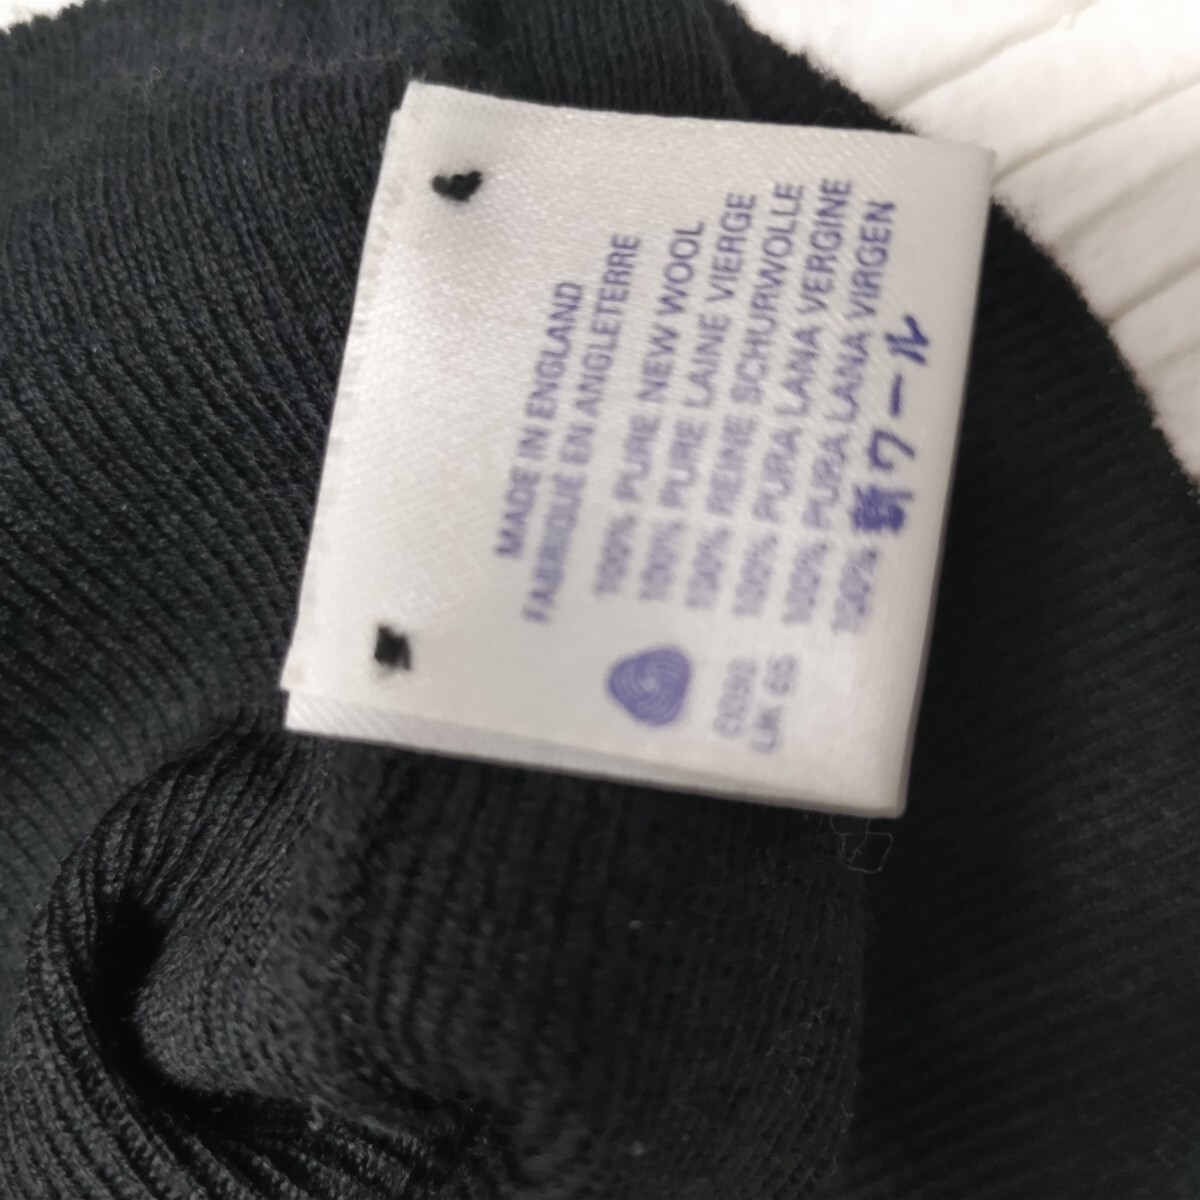 MADE IN ENGLAND
FABRIQUÉ EN ANGLETERRE
100% PURE NEW WOOL
100% PURE LAINE VIERGE
100% REINE SCHURWOLLE
100% PURA LANA VERGINE
100% PURA LANA VIRGEN
100% 新ウール
UK 65